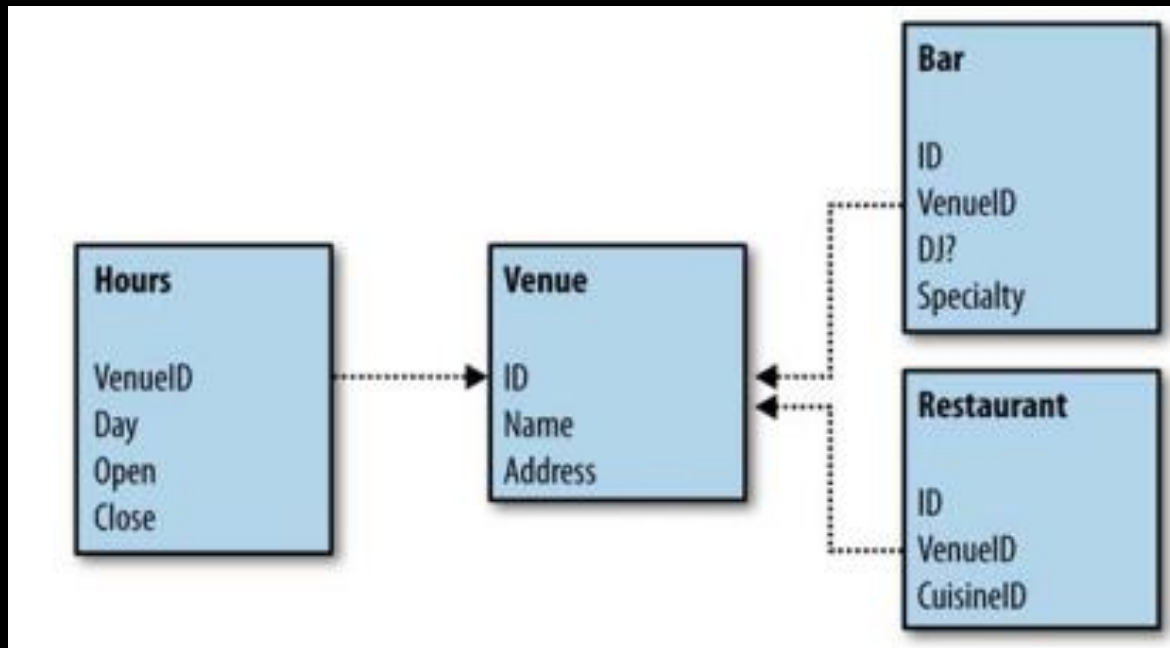 Hours
VenueID
Day
Open
Close
Venue
ID
Name
Address
Bar
ID
VenueID
DJ?
Specialty
Restaurant
ID
VenueID
CuisineID